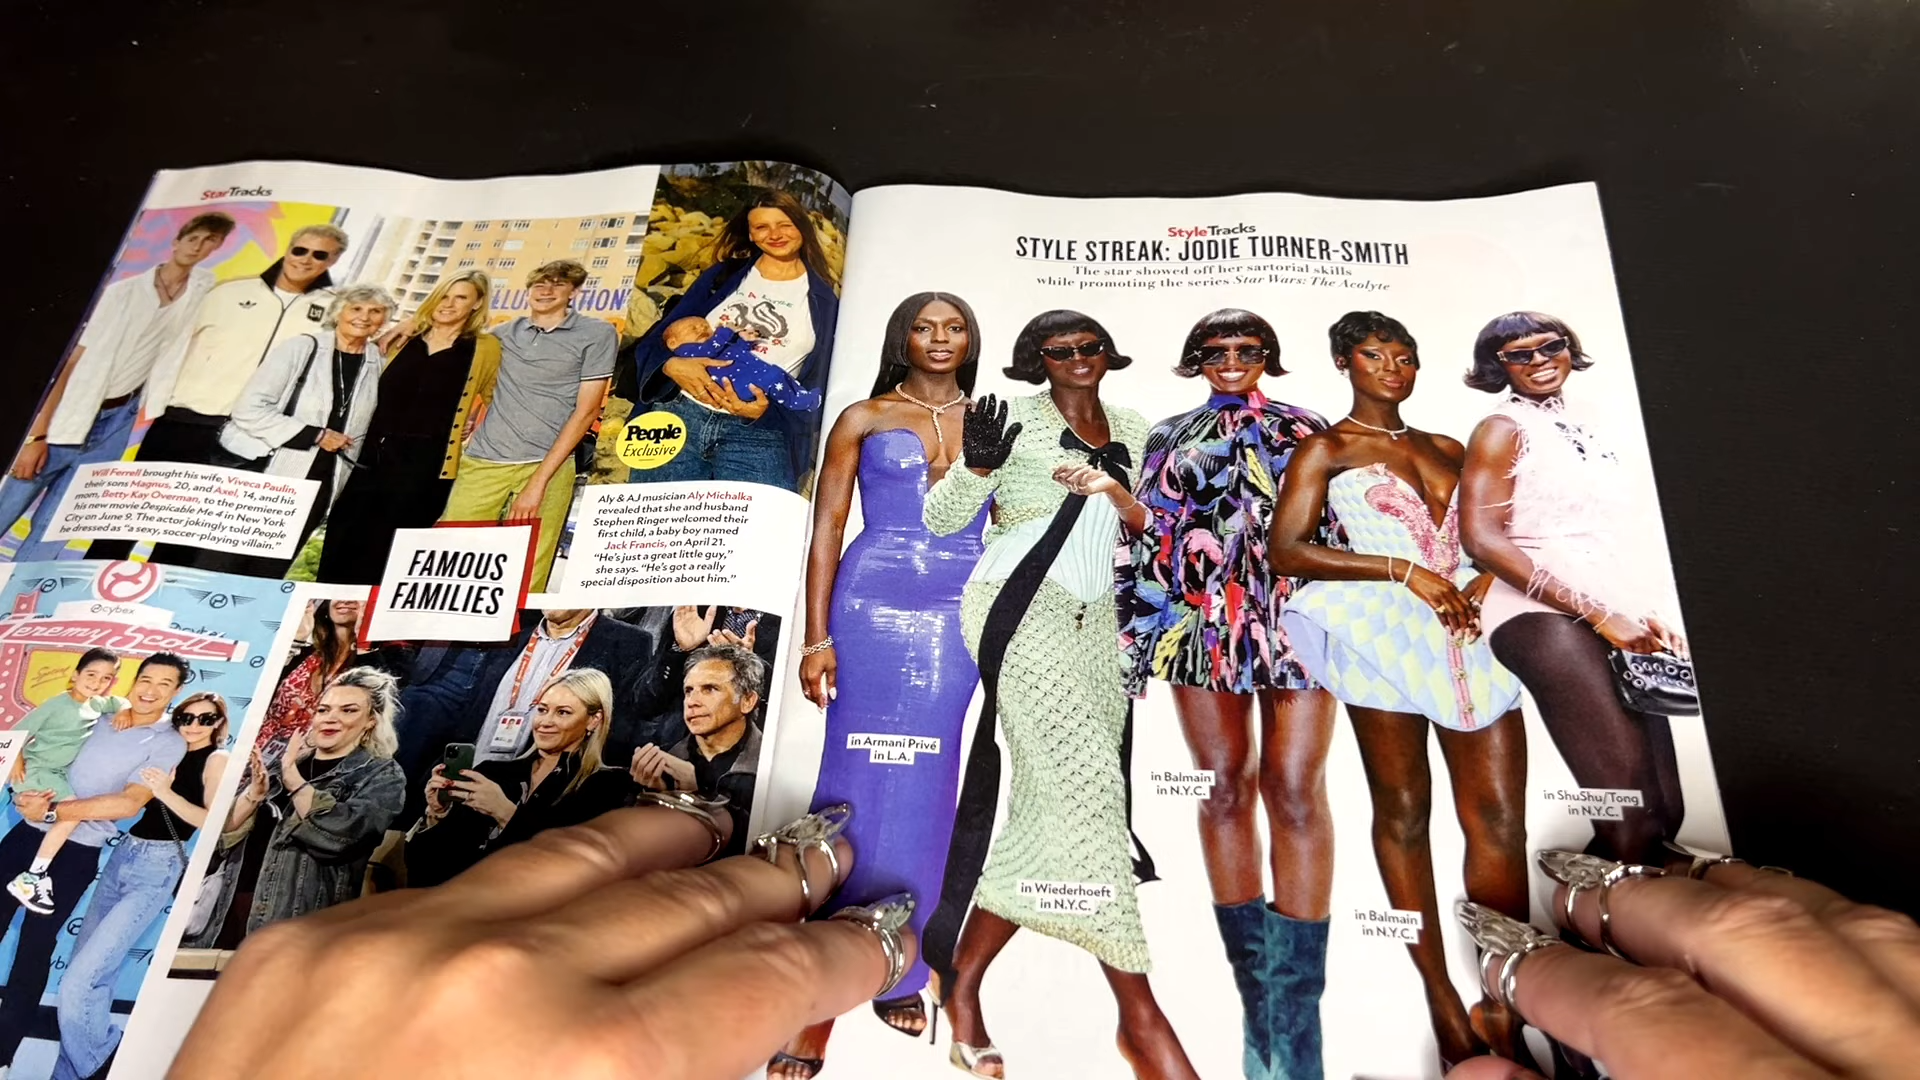 StarTracks
ILLUMINATION
People
Exclusive
Will Ferrell brought his wife, Viveca Paulin,
their sons Magnus, 20, and Axel, 14, and his
mom, Betty Kay Overman, to the premiere of
his new movie Despicable Me 4 in New York
City on June 9. The actor jokingly told People
he dressed as "a sexy, soccer-playing villain."
Aly & AJ musician Aly Michalka
revealed that she and husband
Stephen Ringer welcomed their
first child, a baby boy named
Jack Francis, on April 21.
"He's just a great little guy,"
she says. "He's got a really
special disposition about him."
FAMOUS
FAMILIES
cybex
Jeremy Scott
StyleTracks
STYLE STREAK: JODIE TURNER-SMITH
The star showed off her sartorial skills
while promoting the series Star Wars: The Acolyte
in Armani Privé
in L.A.
in Wiederhoeft
in N.Y.C.
in Balmain
in N.Y.C.
in Balmain
in N.Y.C.
in ShuShu/Tong
in N.Y.C.